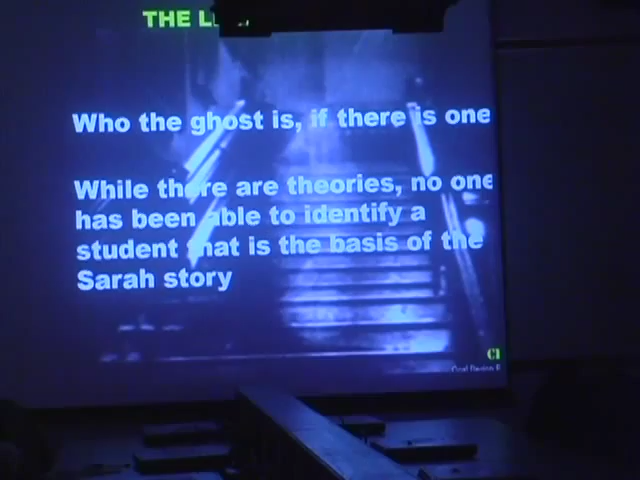 THE
Who the ghost is, if there is one
While there are theories, no one
has been able to identify a
student that is the basis of the
Sarah story